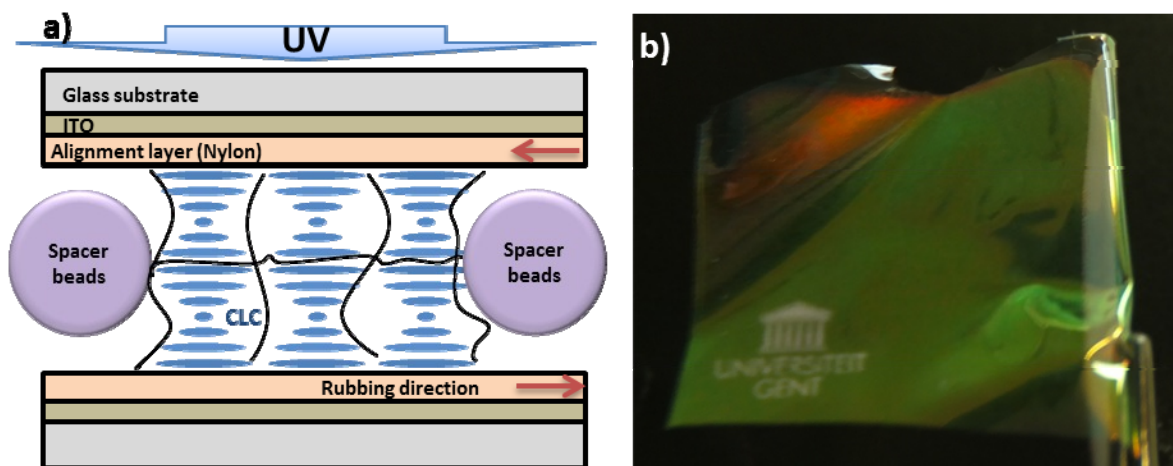 a)
UV
Glass substrate
ITO
Alignment layer (Nylon)
Spacer
beads
Spacer
beads
CLC
Rubbing direction
b)
UNIVERSITEIT
GENT